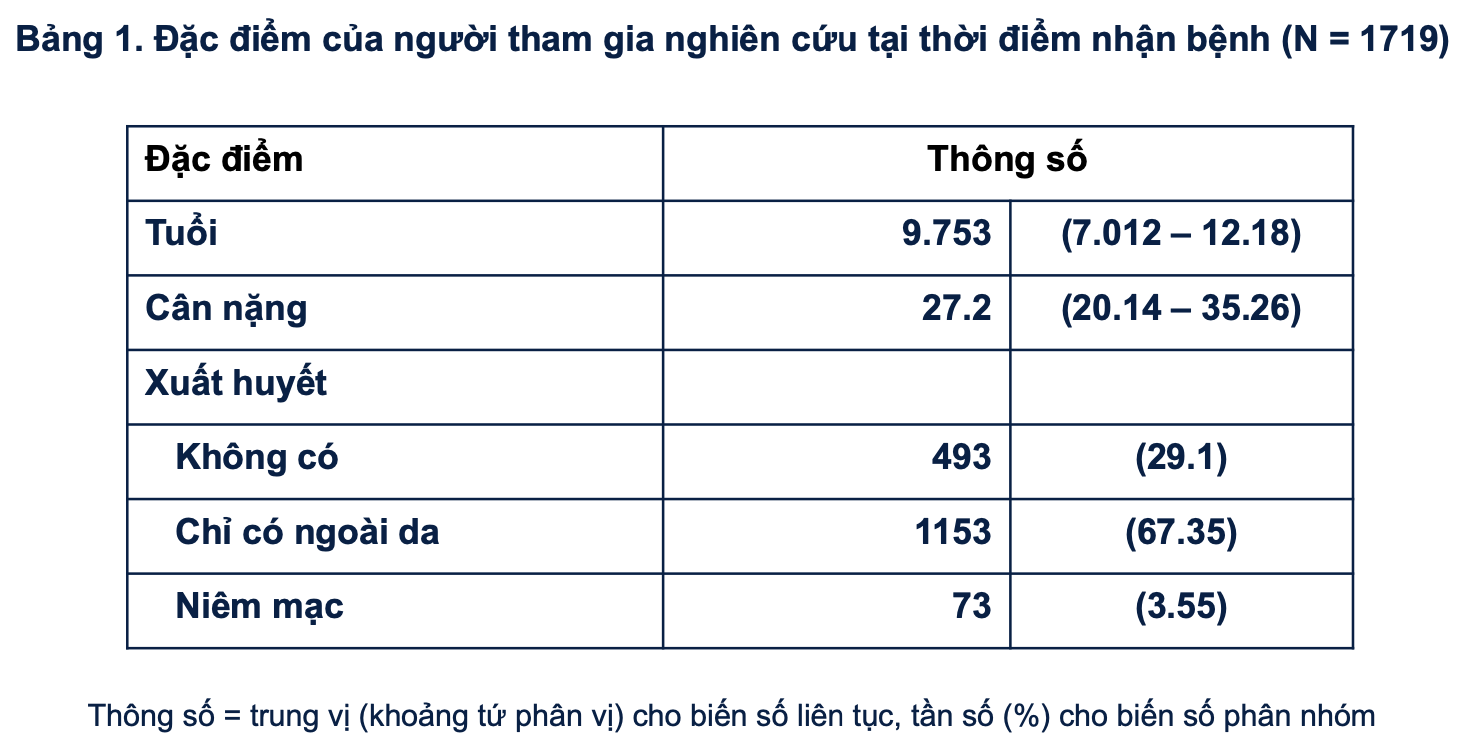 Bảng 1. Đặc điểm của người tham gia nghiên cứu tại thời điểm nhận bệnh (N = 1719)
Đặc điểm Thông số
Tuổi 9.753 (7.012 – 12.18)
Cân nặng 27.2 (20.14 – 35.26)
Xuất huyết
Không có 493 (29.1)
Chỉ có ngoài da 1153 (67.35)
Niêm mạc 73 (3.55)
Thông số = trung vị (khoảng tứ phân vị) cho biến số liên tục, tần số (%) cho biến số phân nhóm